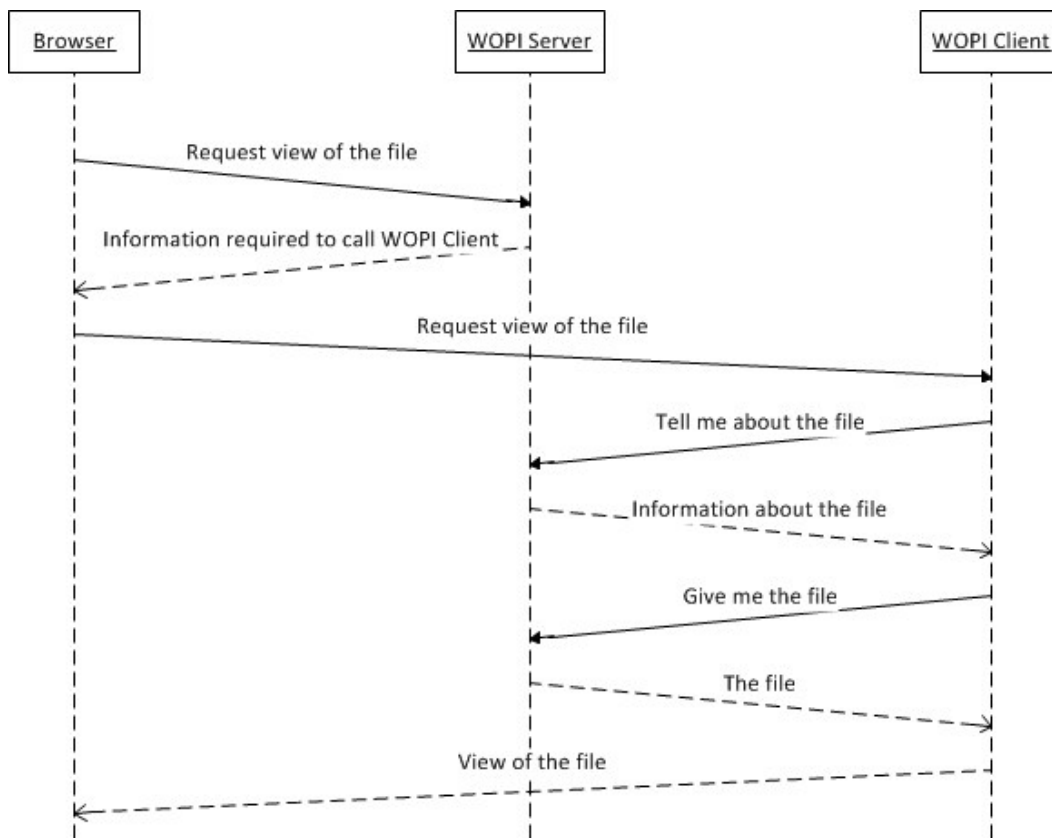 Browser
WOPI Server
WOPI Client
Request view of the file
Information required to call WOPI Client
Request view of the file
Tell me about the file
Information about the file
Give me the file
The file
View of the file